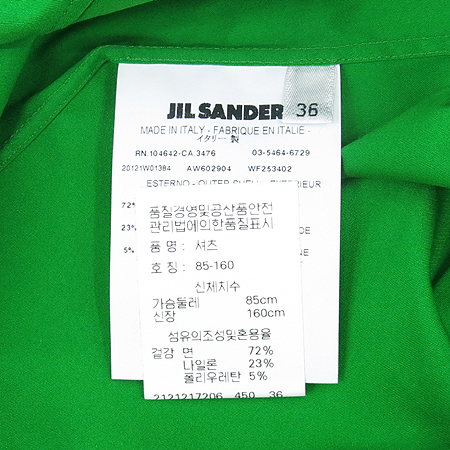 JIL SANDER 36
MADE IN ITALY - FABRIQUE EN ITALIE -
イタリー 製
RN.104642-CA.3476 03-5464-6729
20121W01384 AW602904 WF253402
ESTERNO - OUTER SHELL - EXTERIEUR
72%
23%
5%
품질경영및공산품안전
관리법에의한품질표시
품 명 : 셔츠
호 칭 : 85-160
신체치수
가슴둘레 85cm
신장 160cm
섬유의조성및혼용율
겉감 면 72%
나일론 23%
폴리우레탄 5%
2121217206 450 36